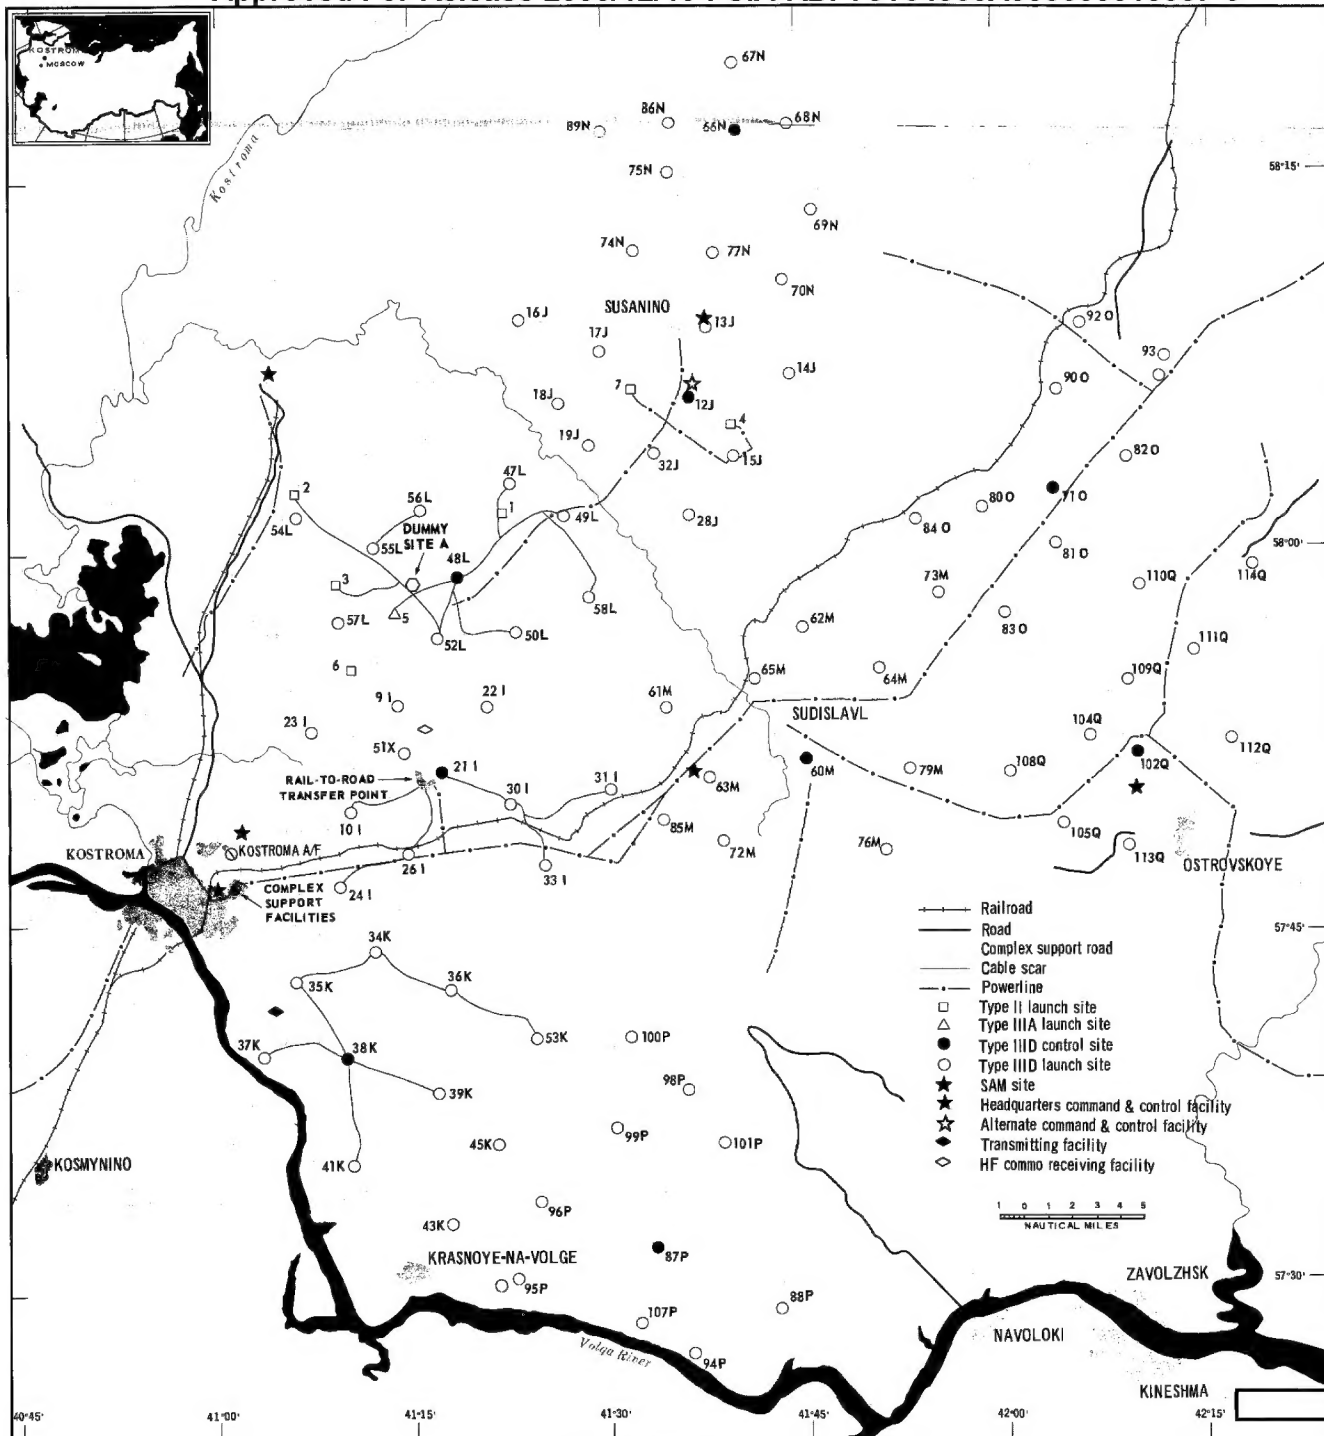 KOSTROMA
MOSCOW
Kostroma
67N
86N
89N
66N
68N
58°15'
75N
69N
74N
77N
70N
SUSANINO
16J
13J
17J
92O
93
14J
7
90O
12J
18J
4
19J
32J
15J
82O
47L
2
56L
1
71O
80O
54L
49L
28J
84O
DUMMY
SITE A
55L
48L
81O
58°00'
114Q
3
110Q
73M
58L
57L
5
52L
50L
62M
83O
111Q
6
65M
64M
109Q
9 I
22 I
61M
SUDISLAVL
23 I
104Q
112Q
51X
21 I
RAIL-TO-ROAD
TRANSFER POINT
31 I
63M
60M
79M
108Q
102Q
30 I
10 I
85M
105Q
KOSTROMA
KOSTROMA A/F
72M
76M
113Q
OSTROVSKOYE
26 I
33 I
24 I
COMPLEX
SUPPORT
FACILITIES
Railroad
57°45'
Road
Complex support road
Cable scar
Powerline
Type II launch site
Type IIIA launch site
Type IIID control site
Type IIID launch site
SAM site
Headquarters command & control facility
Alternate command & control facility
Transmitting facility
HF commo receiving facility
34K
35K
36K
53K
100P
37K
38K
39K
98P
99P
101P
45K
41K
KOSMYNINO
96P
43K
1 0 1 2 3 4 5
NAUTICAL MILES
KRASNOYE-NA-VOLGE
87P
95P
ZAVOLZHSK
57°30'
88P
107P
NAVOLOKI
Volga River
94P
KINESHMA
40°45'
41°00'
41°15'
41°30'
41°45'
42°00'
42°15'